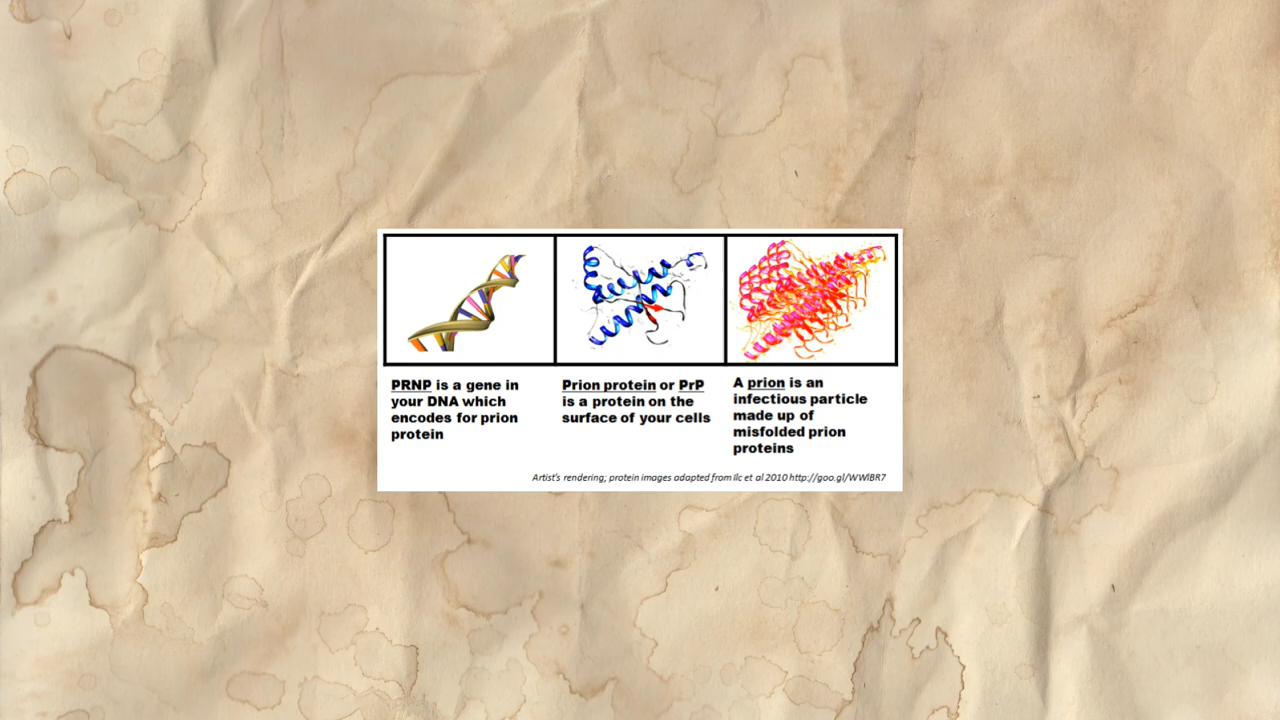 PRNP is a gene in
your DNA which
encodes for prion
protein
Prion protein or PrP
is a protein on the
surface of your cells
A prion is an
infectious particle
made up of
misfolded prion
proteins
Artist's rendering; protein images adapted from Ilc et al 2010 http://goo.gl/WWlBR7